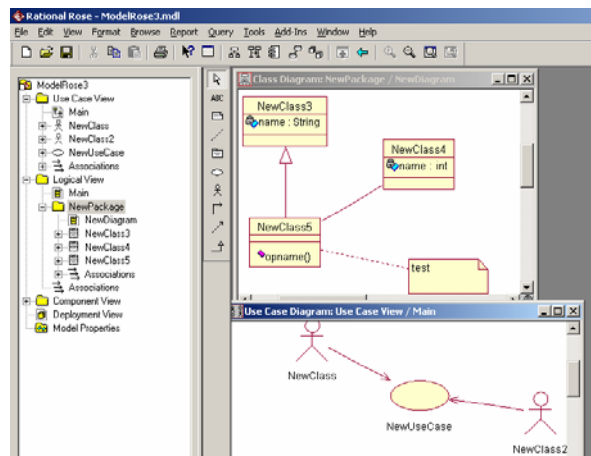 Rational Rose - ModelRose3.mdl
File Edit View Format Browse Report Query Tools Add-Ins Window Help
ModelRose3
Use Case View
Main
NewClass
NewClass2
NewUseCase
Associations
Logical View
Main
NewPackage
NewDiagram
NewClass3
NewClass4
NewClass5
Associations
Associations
Component View
Deployment View
Model Properties
ABC
Class Diagram: NewPackage / NewDiagram
NewClass3
name : String
NewClass4
name : int
NewClass5
opname()
test
Use Case Diagram: Use Case View / Main
NewClass
NewUseCase
NewClass2